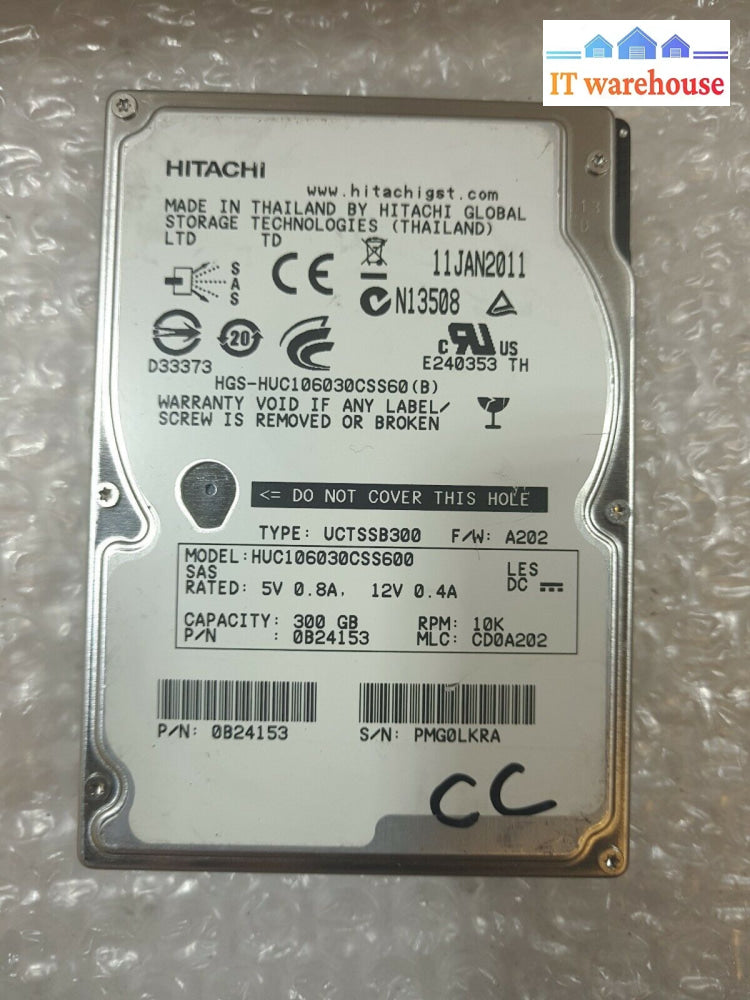 IT warehouse
HITACHI
www.hitachigst.com
MADE IN THAILAND BY HITACHI GLOBAL
STORAGE TECHNOLOGIES (THAILAND)
LTD TD
11JAN2011
SAS
CE
N13508
20
D33373
C UR US
E240353 TH
HGS-HUC106030CSS60(B)
WARRANTY VOID IF ANY LABEL/
SCREW IS REMOVED OR BROKEN
<= DO NOT COVER THIS HOLE
TYPE: UCTSSB300 F/W: A202
MODEL:HUC106030CSS600
SAS LES
RATED: 5V 0.8A, 12V 0.4A DC
CAPACITY: 300 GB RPM: 10K
P/N : 0B24153 MLC: CD0A202
P/N: 0B24153 S/N: PMG0LKRA
CC